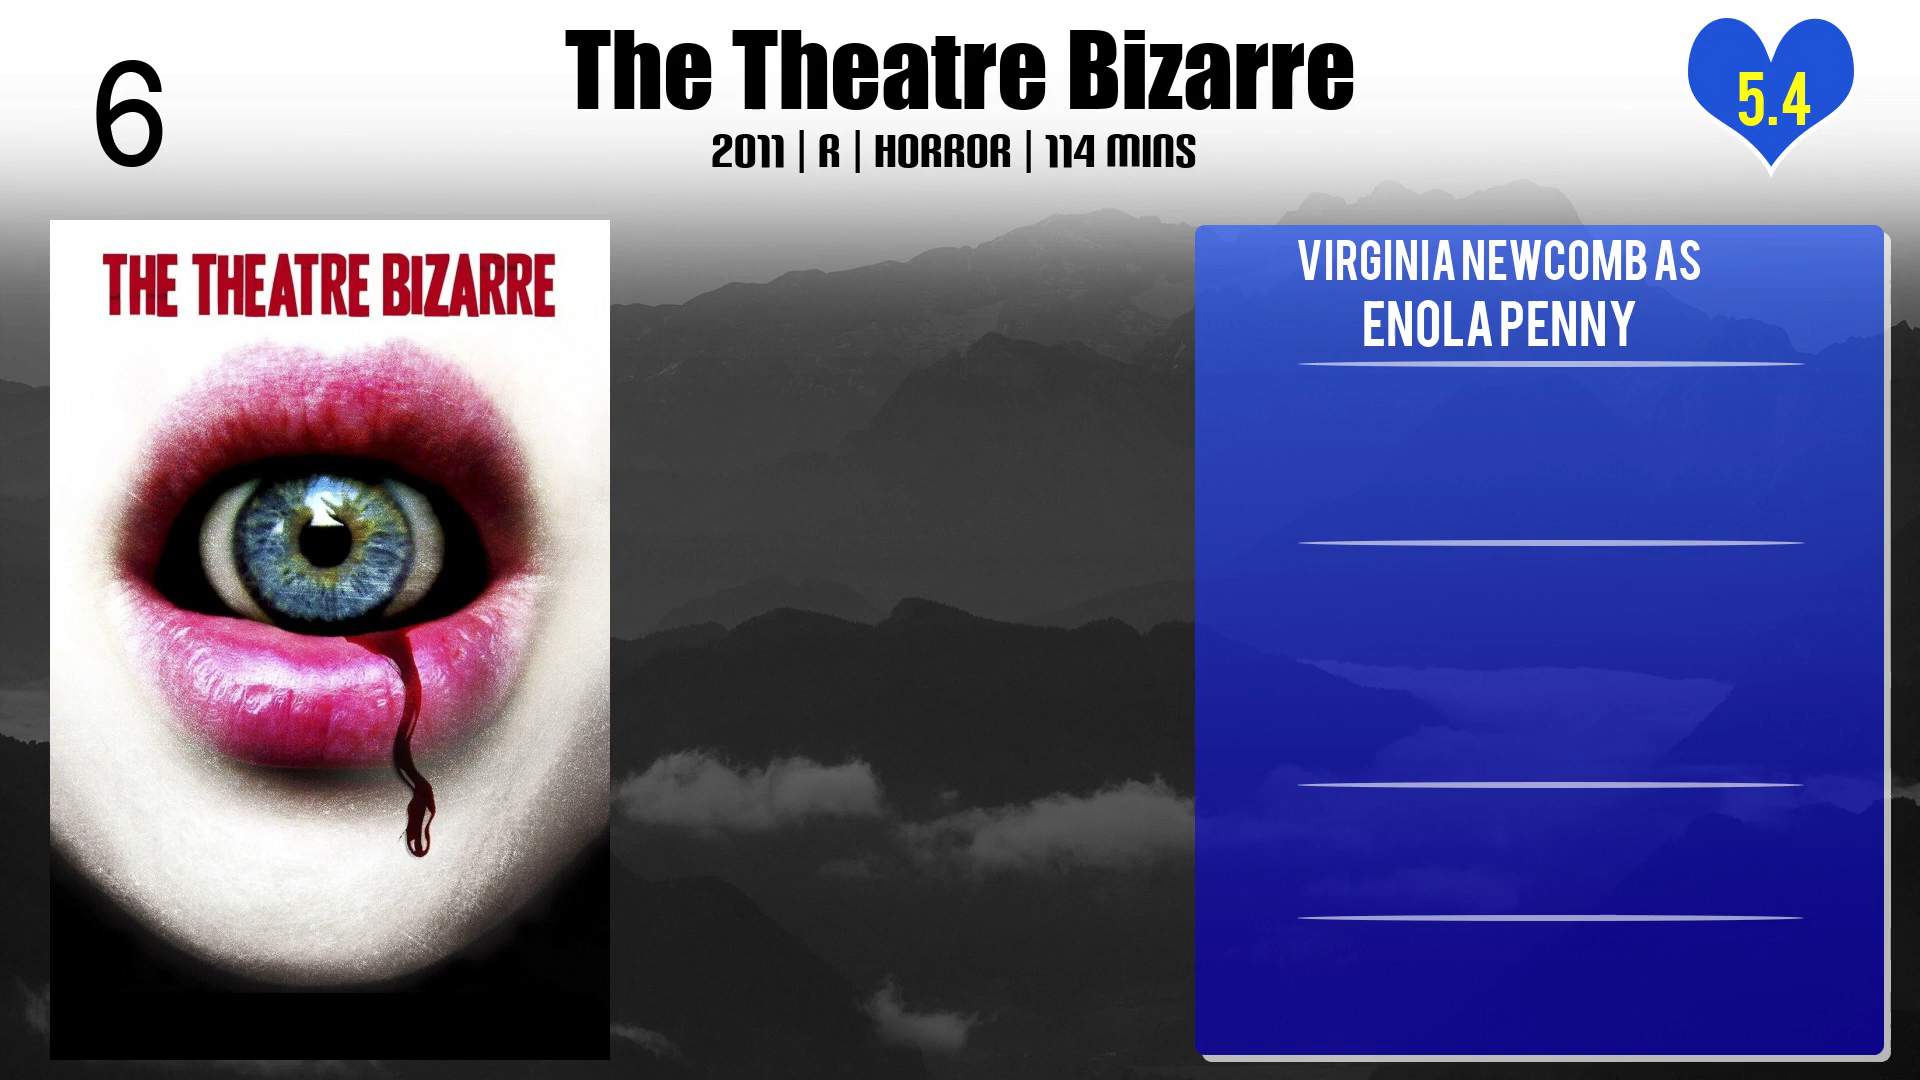 6
The Theatre Bizarre
2011 | R | HORROR | 114 MINS
5.4
THE THEATRE BIZARRE
VIRGINIA NEWCOMB AS
ENOLA PENNY